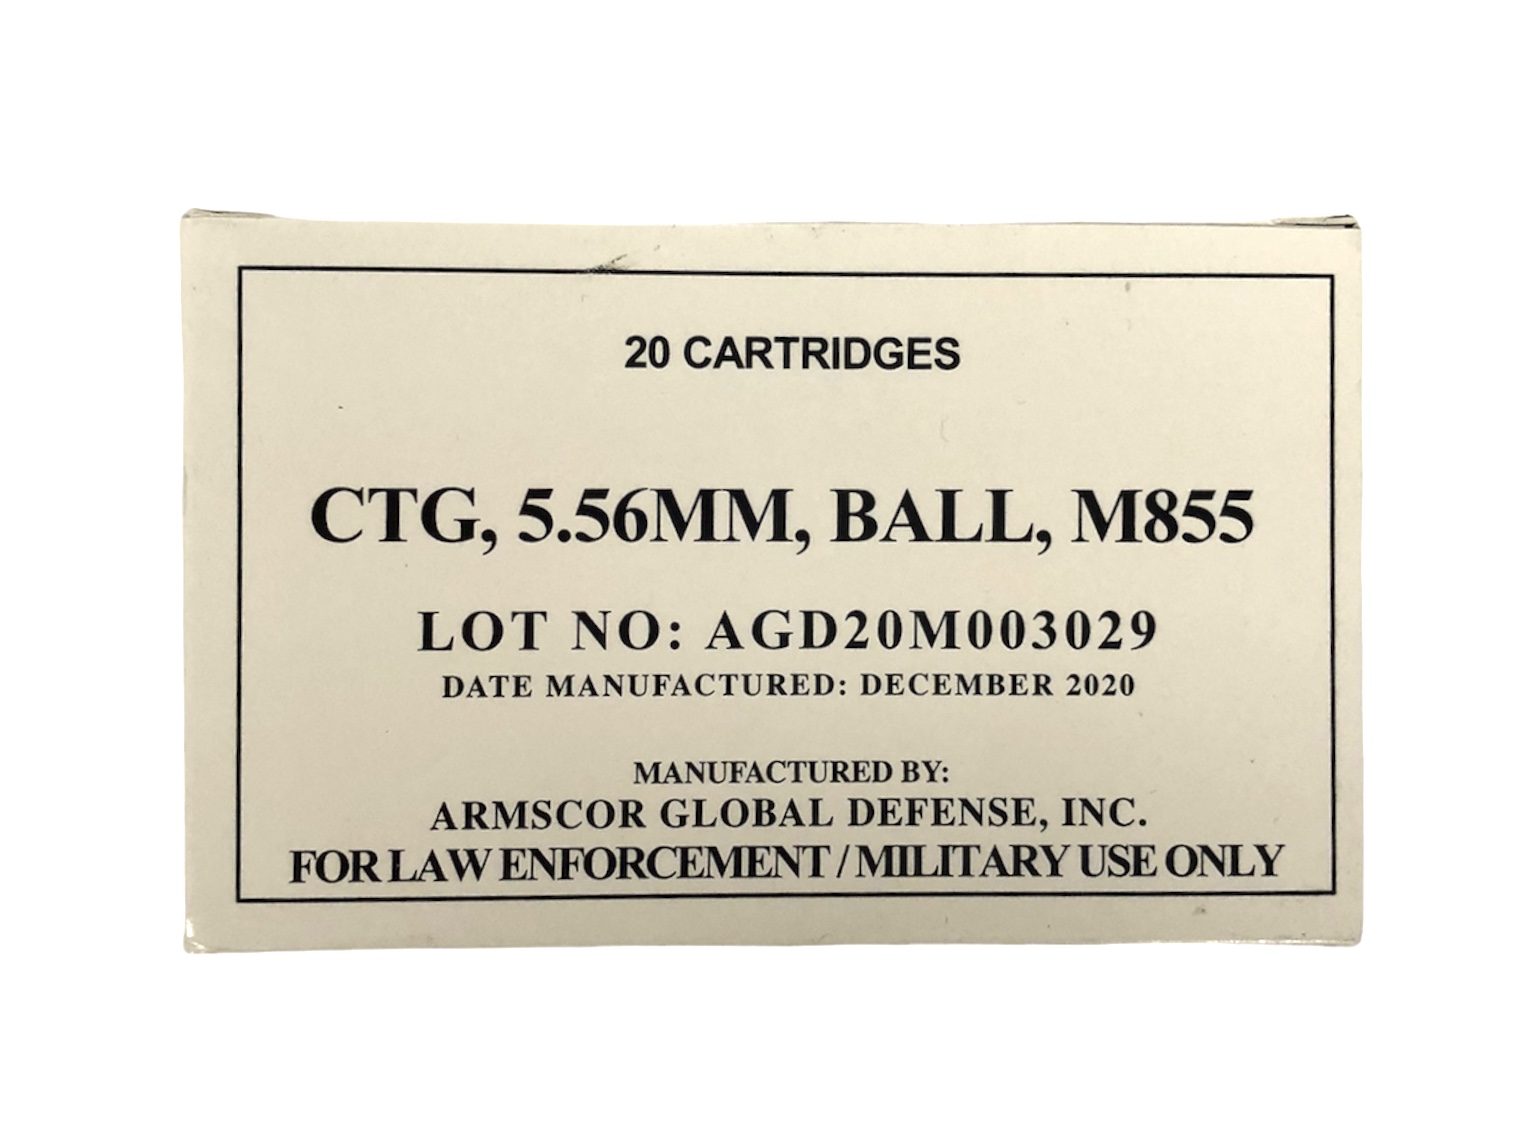 20 CARTRIDGES
CTG, 5.56MM, BALL, M855
LOT NO: AGD20M003029
DATE MANUFACTURED: DECEMBER 2020
MANUFACTURED BY:
ARMSCOR GLOBAL DEFENSE, INC.
FOR LAW ENFORCEMENT / MILITARY USE ONLY